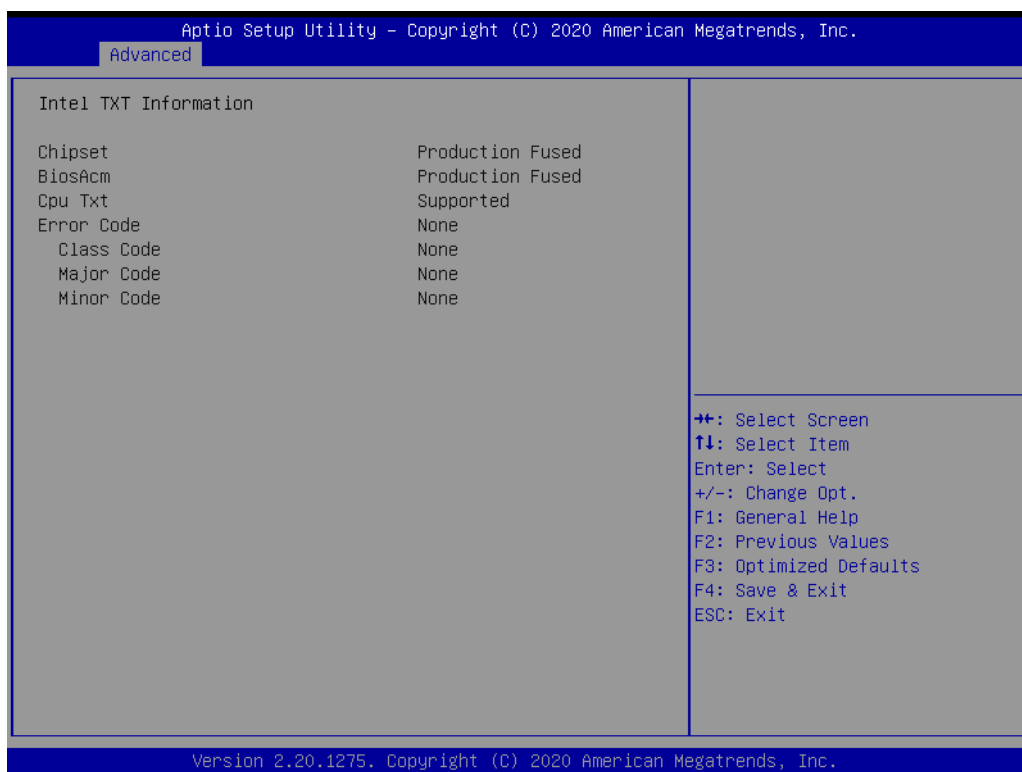 Aptio Setup Utility – Copyright (C) 2020 American Megatrends, Inc.
Advanced
Intel TXT Information
Chipset Production Fused
BiosAcm Production Fused
Cpu Txt Supported
Error Code None
Class Code None
Major Code None
Minor Code None
→←: Select Screen
↑↓: Select Item
Enter: Select
+/-: Change Opt.
F1: General Help
F2: Previous Values
F3: Optimized Defaults
F4: Save & Exit
ESC: Exit
Version 2.20.1275. Copyright (C) 2020 American Megatrends, Inc.